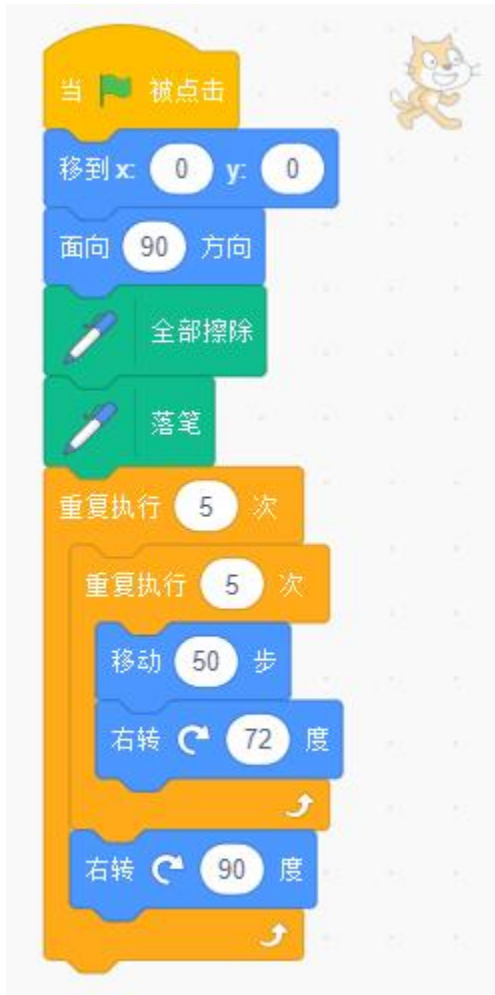 当 被点击
移到 x: 0 y: 0
面向 90 方向
全部擦除
落笔
重复执行 5 次
重复执行 5 次
移动 50 步
右转 72 度
右转 90 度